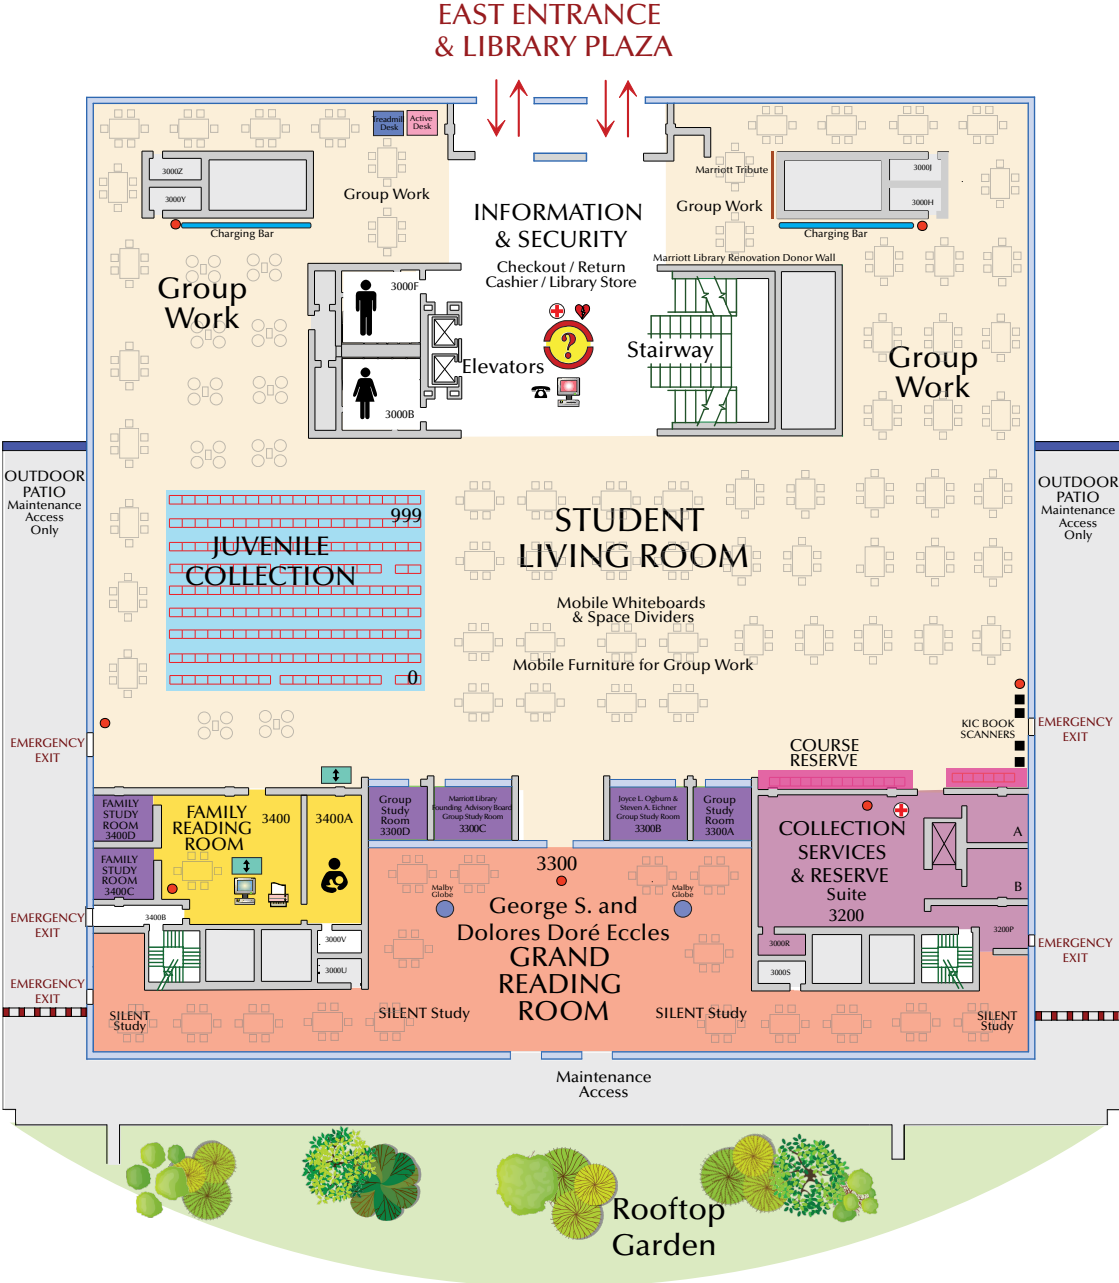 EAST ENTRANCE
& LIBRARY PLAZA
Treadmill
Desk
Active
Desk
3000Z
3000Y
Charging Bar
Group Work
Marriott Tribute
Group Work
3000J
3000H
Charging Bar
INFORMATION
& SECURITY
Checkout / Return
Cashier / Library Store
Marriott Library Renovation Donor Wall
Group
Work
3000F
3000B
Elevators
?
Stairway
Group
Work
OUTDOOR
PATIO
Maintenance
Access
Only
OUTDOOR
PATIO
Maintenance
Access
Only
999
JUVENILE
COLLECTION
0
STUDENT
LIVING ROOM
Mobile Whiteboards
& Space Dividers
Mobile Furniture for Group Work
EMERGENCY
EXIT
KIC BOOK
SCANNERS
EMERGENCY
EXIT
COURSE
RESERVE
FAMILY
STUDY
ROOM
3400D
FAMILY
READING
ROOM
3400
3400A
FAMILY
STUDY
ROOM
3400C
3400B
3000V
3000U
Group
Study
Room
3300D
Marriott Library
Founding Advisory Board
Group Study Room
3300C
Joyce L. Ogburn &
Steven A. Eichner
Group Study Room
3300B
Group
Study
Room
3300A
COLLECTION
SERVICES
& RESERVE
Suite
3200
A
B
3200P
3000R
3000S
3300
Malby
Globe
Malby
Globe
George S. and
Dolores Doré Eccles
GRAND
READING
ROOM
EMERGENCY
EXIT
EMERGENCY
EXIT
EMERGENCY
EXIT
SILENT
Study
SILENT Study
SILENT Study
SILENT
Study
Maintenance
Access
Rooftop
Garden